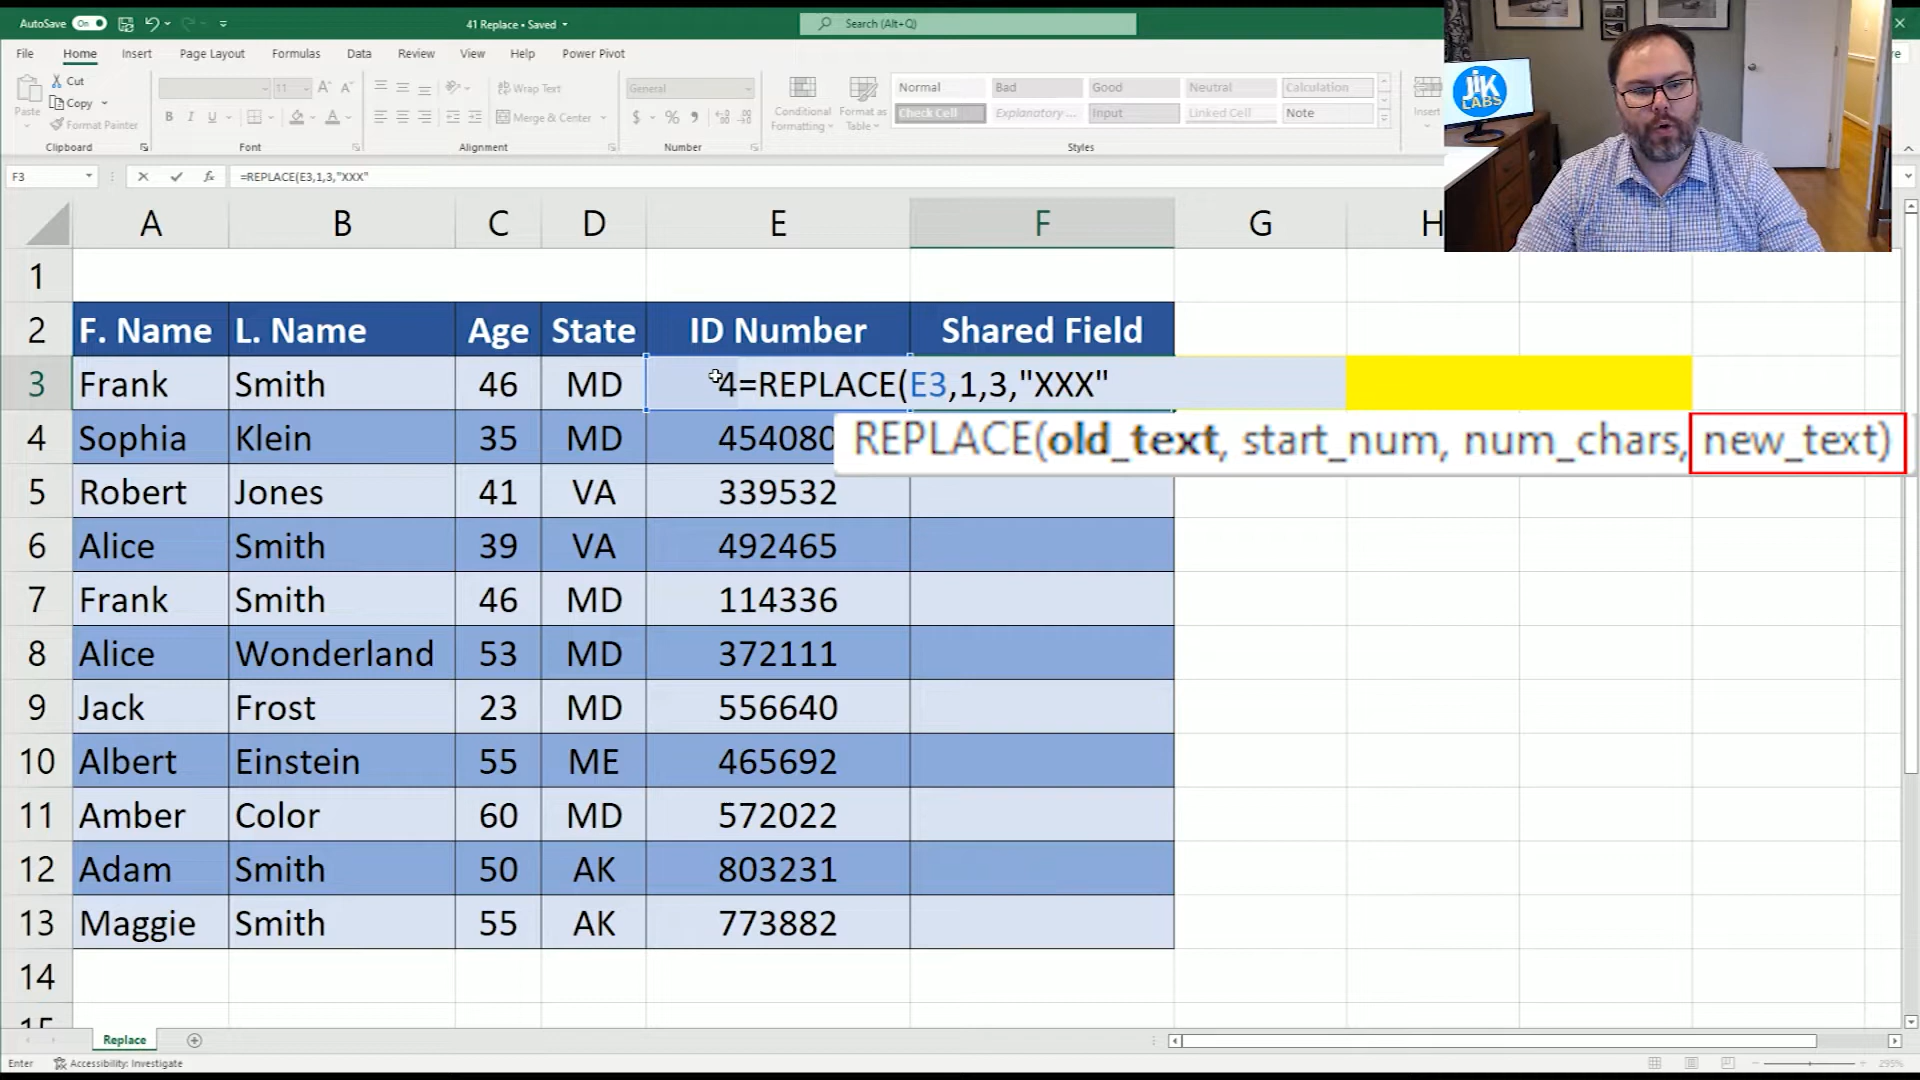 AutoSave On 41 Replace • Saved Search (Alt+Q)
File Home Insert Page Layout Formulas Data Review View Help Power Pivot
Cut
Copy
Format Painter
Paste
Clipboard
11
Font
Wrap Text
Merge & Center
Alignment
General
Number
Conditional Formatting
Format as Table
Normal Bad Good Neutral Calculation
Check Cell Explanatory ... Input Linked Cell Note
Styles
Insert
JiK
LABS
F3 fx =REPLACE(E3,1,3,"XXX"
A B C D E F G H
1
2 F. Name L. Name Age State ID Number Shared Field
3 Frank Smith 46 MD 4=REPLACE(E3,1,3,"XXX"
REPLACE(old_text, start_num, num_chars, new_text)
4 Sophia Klein 35 MD 454080
5 Robert Jones 41 VA 339532
6 Alice Smith 39 VA 492465
7 Frank Smith 46 MD 114336
8 Alice Wonderland 53 MD 372111
9 Jack Frost 23 MD 556640
10 Albert Einstein 55 ME 465692
11 Amber Color 60 MD 572022
12 Adam Smith 50 AK 803231
13 Maggie Smith 55 AK 773882
14
15
Replace
Enter Accessibility: Investigate 295%